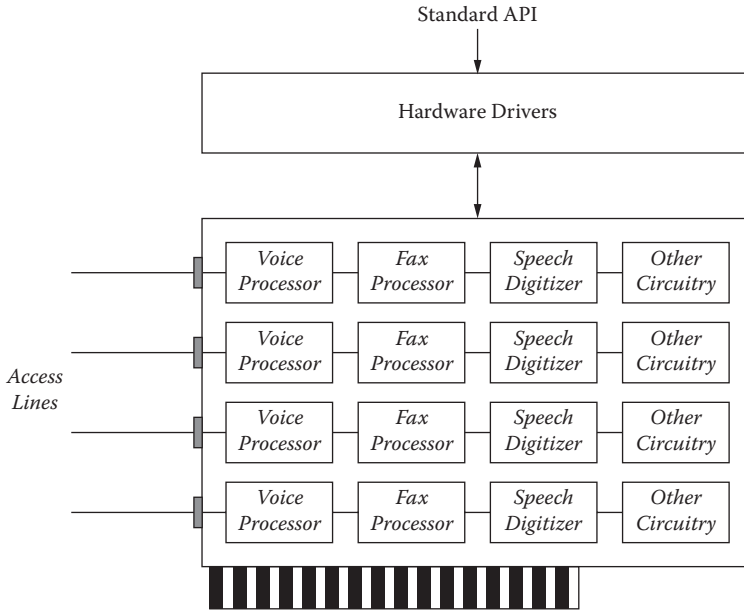 Standard API
Hardware Drivers
Voice
Processor
Fax
Processor
Speech
Digitizer
Other
Circuitry
Voice
Processor
Fax
Processor
Speech
Digitizer
Other
Circuitry
Access
Lines
Voice
Processor
Fax
Processor
Speech
Digitizer
Other
Circuitry
Voice
Processor
Fax
Processor
Speech
Digitizer
Other
Circuitry